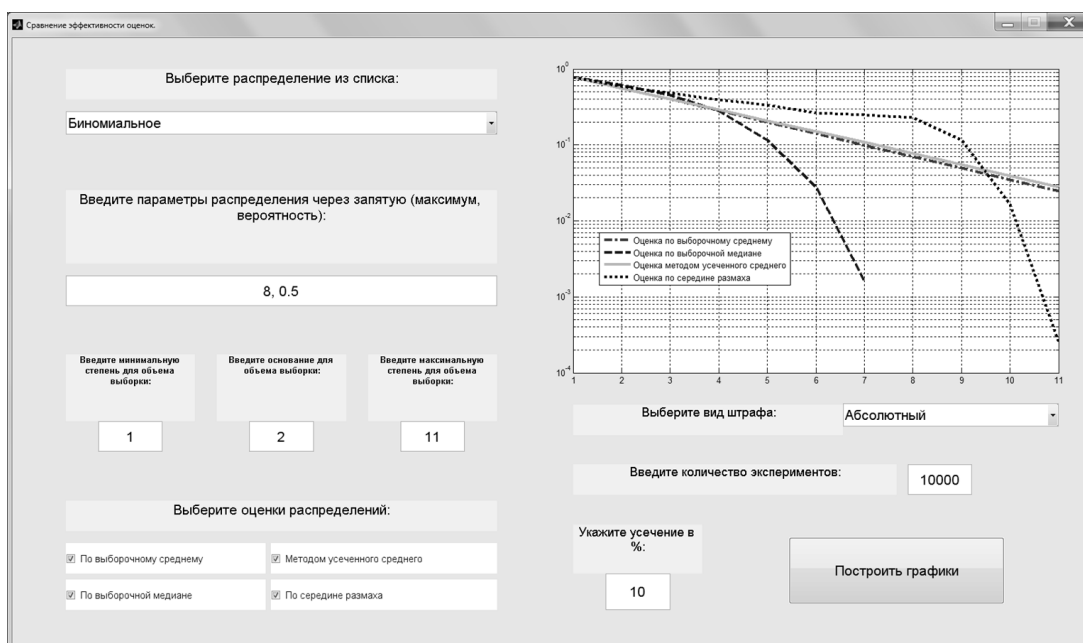 Сравнение эффективности оценок.
Выберите распределение из списка:
Биномиальное
Введите параметры распределения через запятую (максимум,
вероятность):
8, 0.5
Введите минимальную
степень для объема
выборки:
Введите основание для
объема выборки:
Введите максимальную
степень для объема
выборки:
1
2
11
Выберите оценки распределений:
По выборочному среднему
Методом усеченного среднего
По выборочной медиане
По середине размаха
10^0
10^-1
10^-2
10^-3
10^-4
Оценка по выборочному среднему
Оценка по выборочной медиане
Оценка методом усеченного среднего
Оценка по середине размаха
1 2 3 4 5 6 7 8 9 10 11
Выберите вид штрафа:
Абсолютный
Введите количество экспериментов:
10000
Укажите усечение в
%:
10
Построить графики